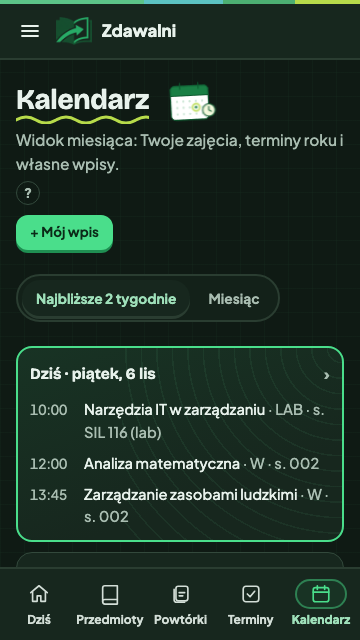 Zdawalni
Kalendarz
Widok miesiąca: Twoje zajęcia, terminy roku i
własne wpisy.
?
+ Mój wpis
Najbliższe 2 tygodnie
Miesiąc
Dziś · piątek, 6 lis ›
10:00 Narzędzia IT w zarządzaniu · LAB · s.
SIL 116 (lab)
12:00 Analiza matematyczna · W · s. 002
13:45 Zarządzanie zasobami ludzkimi · W ·
s. 002
Dziś Przedmioty Powtórki Terminy Kalendarz